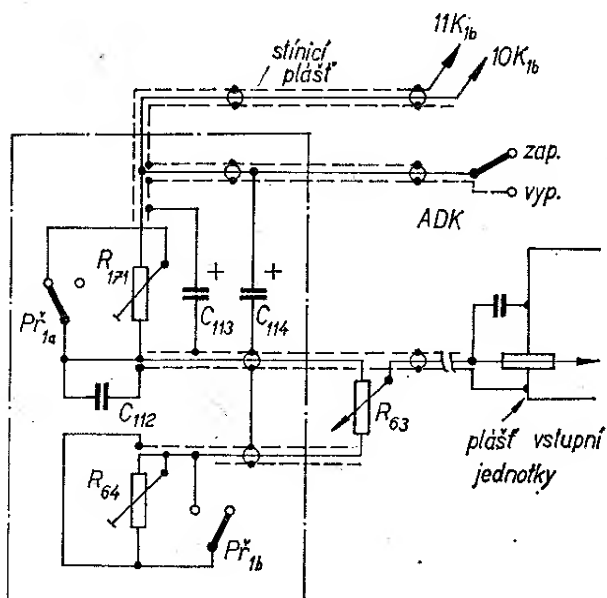 11K1b
10K1b
stínicí
plášť
zap.
vyp.
ADK
R171
Př1a
C113
C114
C112
R63
R64
Př1b
plášť vstupní
jednotky